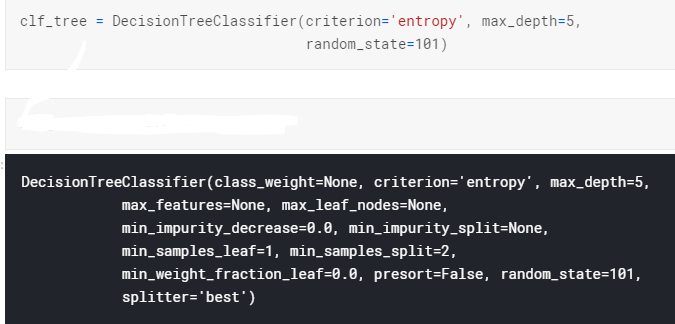 clf_tree = DecisionTreeClassifier(criterion='entropy', max_depth=5,
random_state=101)
DecisionTreeClassifier(class_weight=None, criterion='entropy', max_depth=5,
max_features=None, max_leaf_nodes=None,
min_impurity_decrease=0.0, min_impurity_split=None,
min_samples_leaf=1, min_samples_split=2,
min_weight_fraction_leaf=0.0, presort=False, random_state=101,
splitter='best')